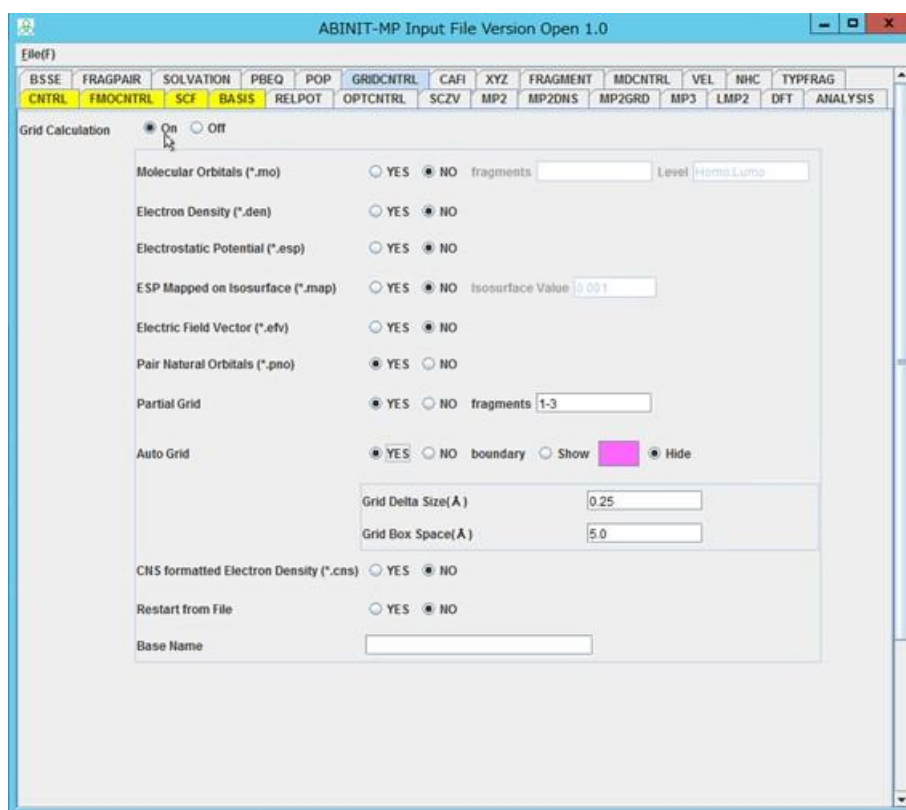 ABINIT-MP Input File Version Open 1.0
File(F)
BSSE FRAGPAIR SOLVATION PBEQ POP GRIDCNTRL CAFI XYZ FRAGMENT MDCNTRL VEL NHC TYPFRAG
CNTRL FMOCNTRL SCF BASIS RELPOT OPTCNTRL SCZV MP2 MP2DNS MP2GRD MP3 LMP2 DFT ANALYSIS
Grid Calculation On Off
Molecular Orbitals (*.mo) YES NO fragments Level Homo:Lumo
Electron Density (*.den) YES NO
Electrostatic Potential (*.esp) YES NO
ESP Mapped on Isosurface (*.map) YES NO Isosurface Value 0.001
Electric Field Vector (*.efv) YES NO
Pair Natural Orbitals (*.pno) YES NO
Partial Grid YES NO fragments 1-3
Auto Grid YES NO boundary Show Hide
Grid Delta Size(Å) 0.25
Grid Box Space(Å) 5.0
CNS formatted Electron Density (*.cns) YES NO
Restart from File YES NO
Base Name